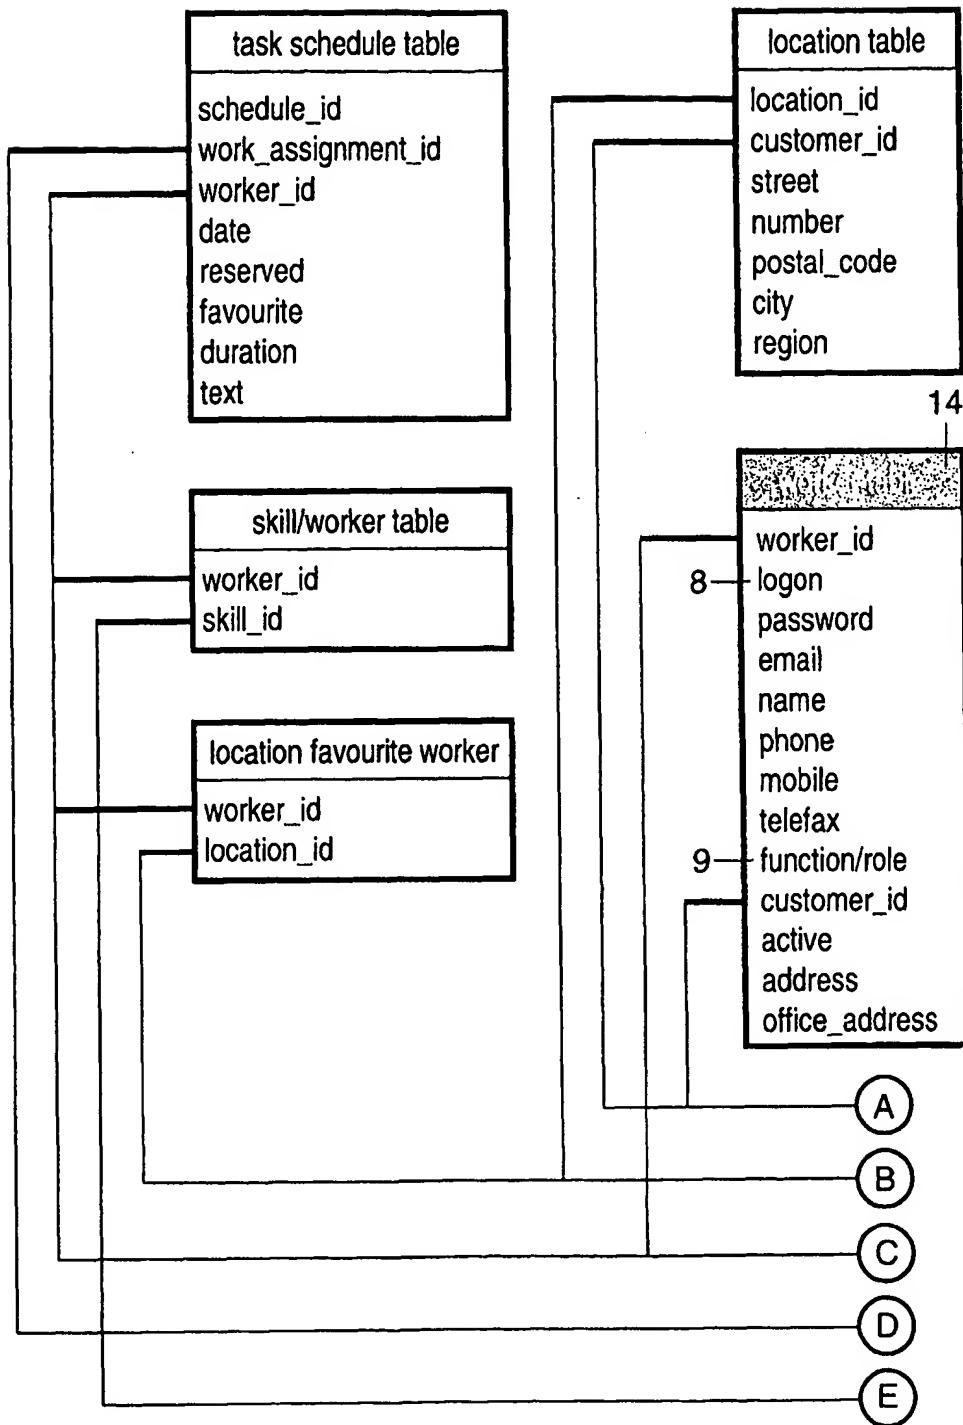 task schedule table
schedule_id
work_assignment_id
worker_id
date
reserved
favourite
duration
text
location table
location_id
customer_id
street
number
postal_code
city
region
14
skill/worker table
worker_id
skill_id
worker_id
8
logon
password
email
name
phone
mobile
telefax
9
function/role
customer_id
active
address
office_address
location favourite worker
worker_id
location_id
A
B
C
D
E